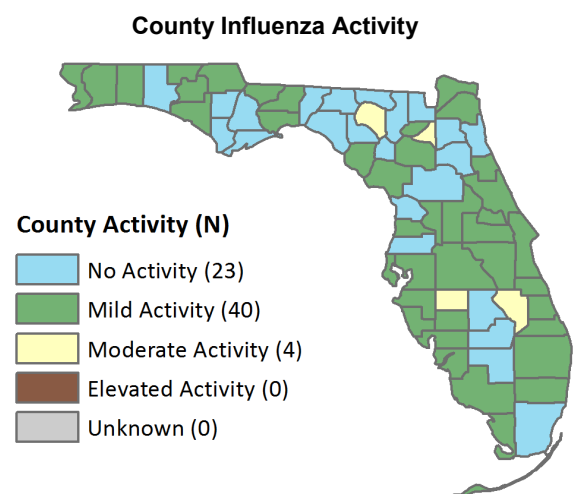 County Influenza Activity
County Activity (N)
No Activity (23)
Mild Activity (40)
Moderate Activity (4)
Elevated Activity (0)
Unknown (0)